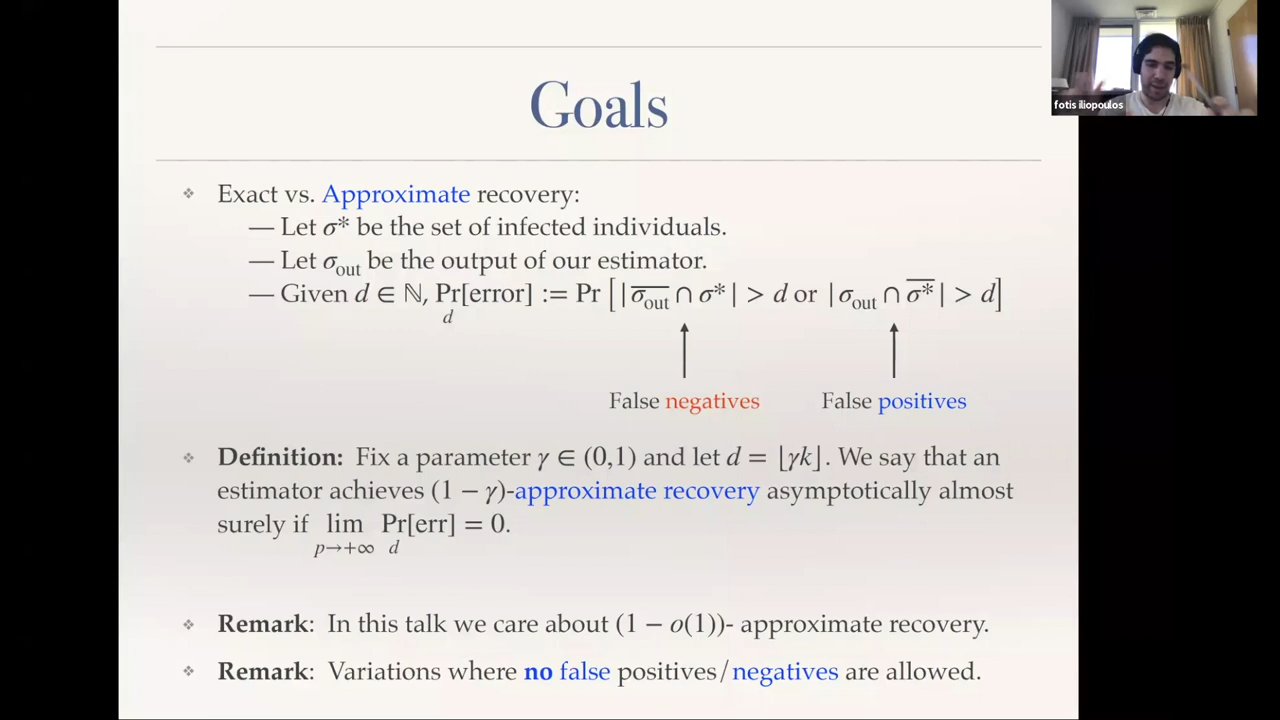 Goals
fotis iliopoulos
❖ Exact vs. Approximate recovery:
— Let σ* be the set of infected individuals.
— Let σ_out be the output of our estimator.
— Given d ∈ ℕ, Pr_d[error] := Pr [|σ̅_out ∩ σ*| > d or |σ_out ∩ σ̅*| > d]
False negatives False positives
❖ Definition: Fix a parameter γ ∈ (0,1) and let d = ⌊γk⌋. We say that an
estimator achieves (1 − γ)-approximate recovery asymptotically almost
surely if lim_{p→+∞} Pr_d[err] = 0.
❖ Remark: In this talk we care about (1 − o(1))- approximate recovery.
❖ Remark: Variations where no false positives/negatives are allowed.